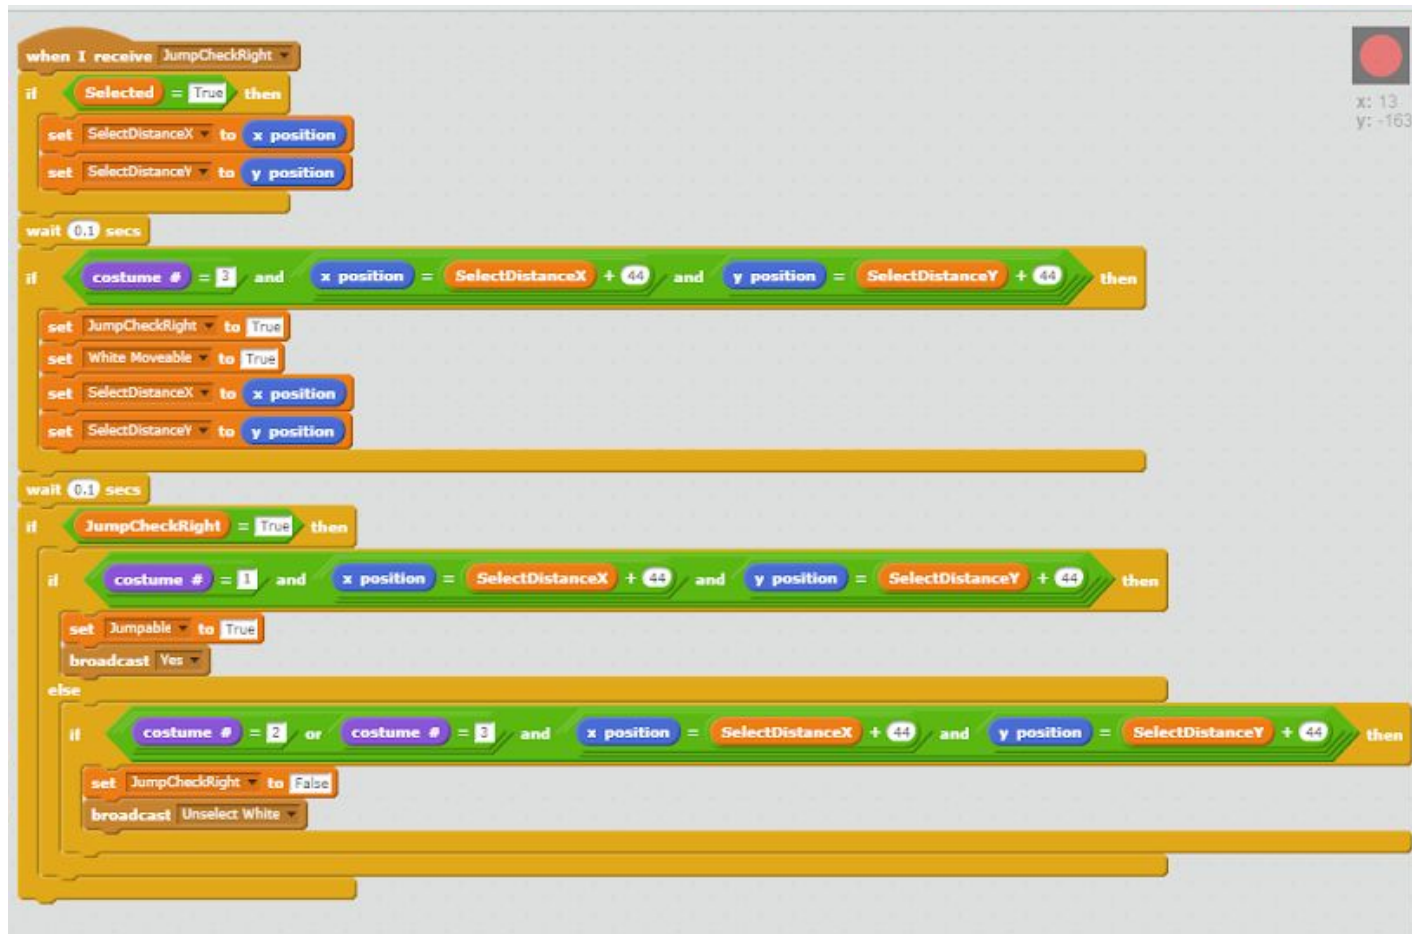 when I receive JumpCheckRight
if Selected = True then
x: 13
y: -163
set SelectDistanceX to x position
set SelectDistanceY to y position
wait 0.1 secs
if costume # = 3 and x position = SelectDistanceX + 44 and y position = SelectDistanceY + 44 then
set JumpCheckRight to True
set White Moveable to True
set SelectDistanceX to x position
set SelectDistanceY to y position
wait 0.1 secs
if JumpCheckRight = True then
if costume # = 1 and x position = SelectDistanceX + 44 and y position = SelectDistanceY + 44 then
set Jumpable to True
broadcast Yes
else
if costume # = 2 or costume # = 3 and x position = SelectDistanceX + 44 and y position = SelectDistanceY + 44 then
set JumpCheckRight to False
broadcast Unselect White